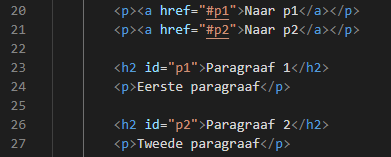 20 <p><a href="#p1">Naar p1</a></p>
21 <p><a href="#p2">Naar p2</a></p>
22
23 <h2 id="p1">Paragraaf 1</h2>
24 <p>Eerste paragraaf</p>
25
26 <h2 id="p2">Paragraaf 2</h2>
27 <p>Tweede paragraaf</p>